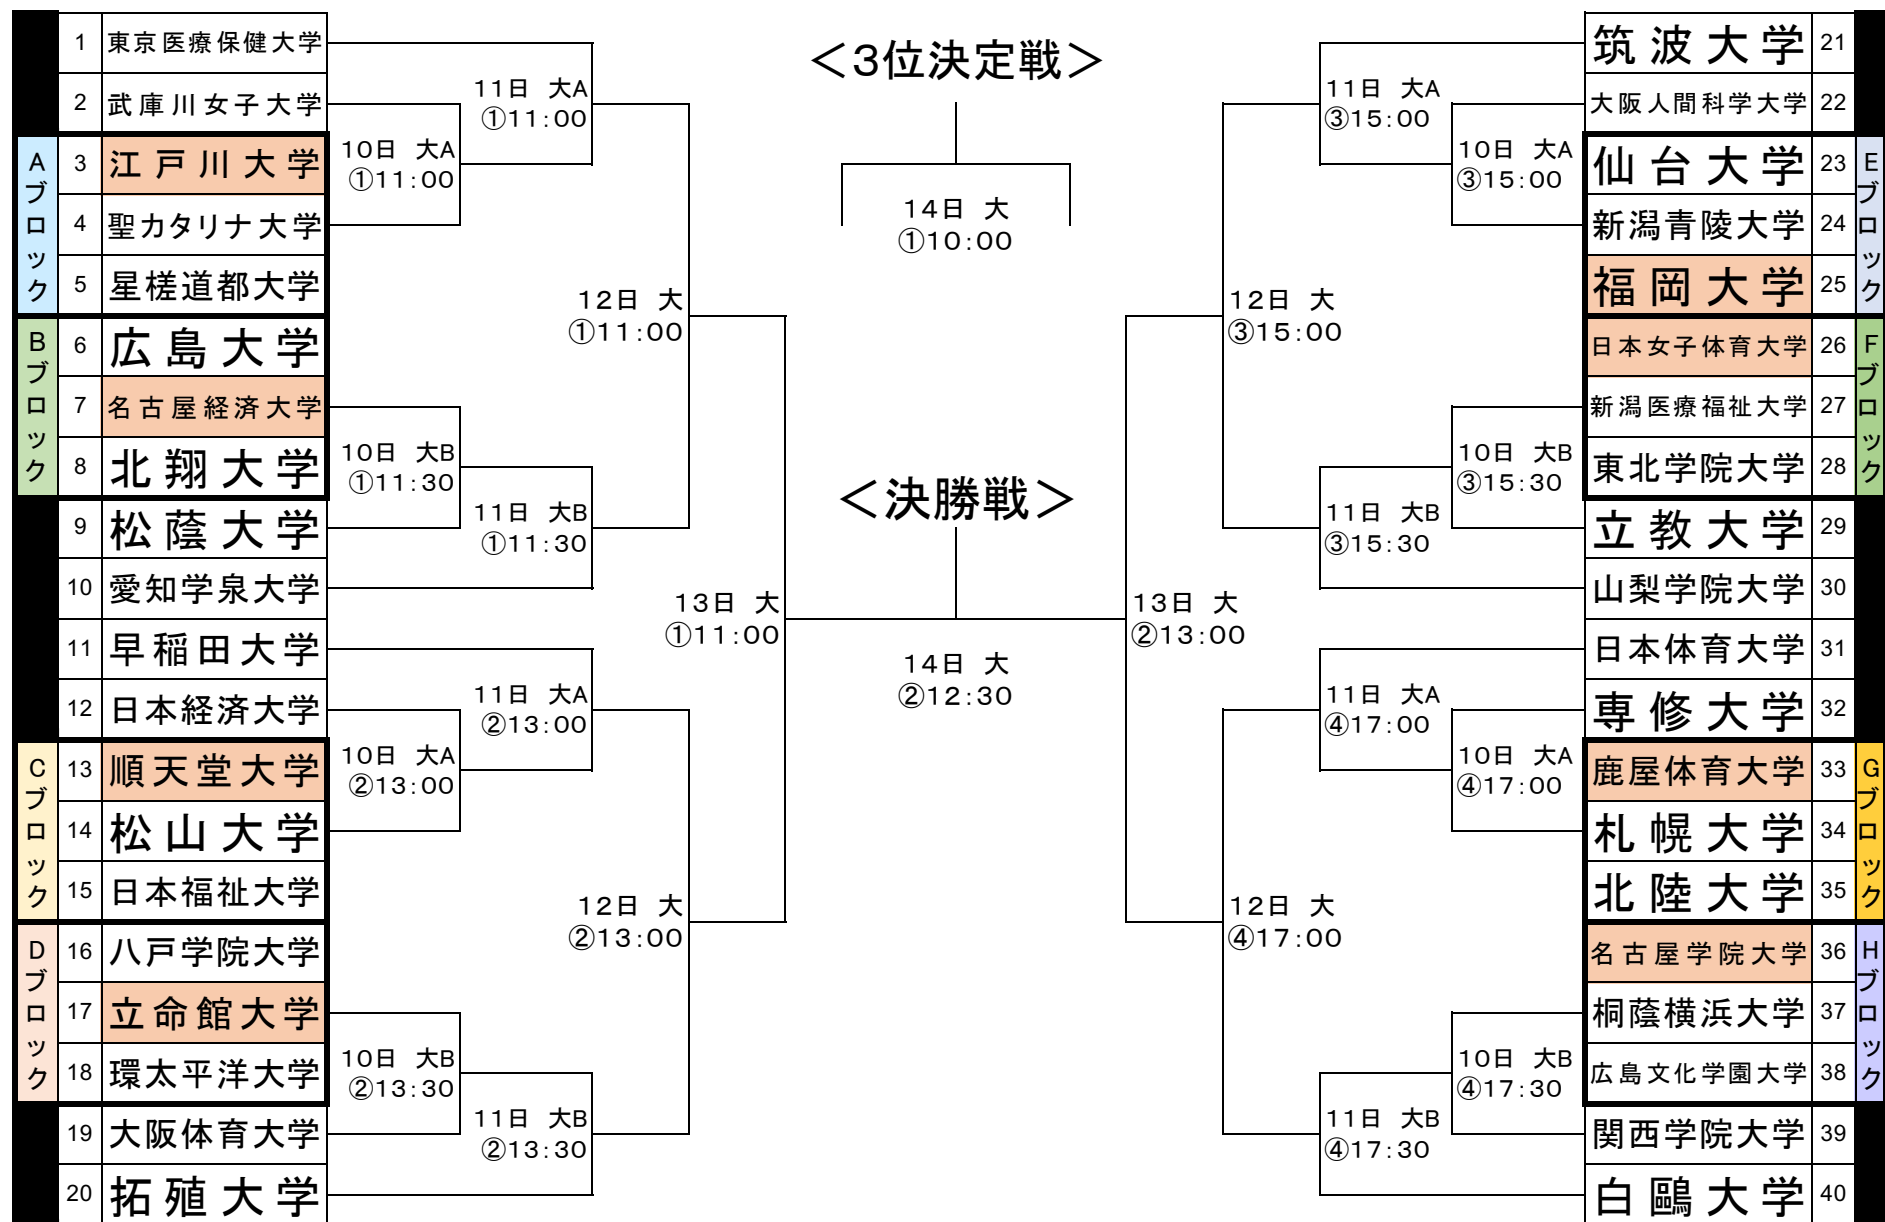 1 東京医療保健大学
2 武庫川女子大学
Aブロック
3 江戸川大学
4 聖カタリナ大学
5 星槎道都大学
Bブロック
6 広島大学
7 名古屋経済大学
8 北翔大学
9 松蔭大学
10 愛知学泉大学
11 早稲田大学
12 日本経済大学
Cブロック
13 順天堂大学
14 松山大学
15 日本福祉大学
Dブロック
16 八戸学院大学
17 立命館大学
18 環太平洋大学
19 大阪体育大学
20 拓殖大学
10日 大A
①11:00
10日 大B
①11:30
10日 大A
②13:00
10日 大B
②13:30
11日 大A
①11:00
11日 大B
①11:30
11日 大A
②13:00
11日 大B
②13:30
12日 大
①11:00
12日 大
②13:00
13日 大
①11:00
＜3位決定戦＞
14日 大
①10:00
＜決勝戦＞
14日 大
②12:30
13日 大
②13:00
12日 大
③15:00
12日 大
④17:00
11日 大A
③15:00
11日 大B
③15:30
11日 大A
④17:00
11日 大B
④17:30
10日 大A
③15:00
10日 大B
③15:30
10日 大A
④17:00
10日 大B
④17:30
筑波大学 21
大阪人間科学大学 22
仙台大学 23
新潟青陵大学 24
福岡大学 25
Eブロック
日本女子体育大学 26
新潟医療福祉大学 27
東北学院大学 28
Fブロック
立教大学 29
山梨学院大学 30
日本体育大学 31
専修大学 32
鹿屋体育大学 33
札幌大学 34
北陸大学 35
Gブロック
名古屋学院大学 36
桐蔭横浜大学 37
広島文化学園大学 38
Hブロック
関西学院大学 39
白鷗大学 40